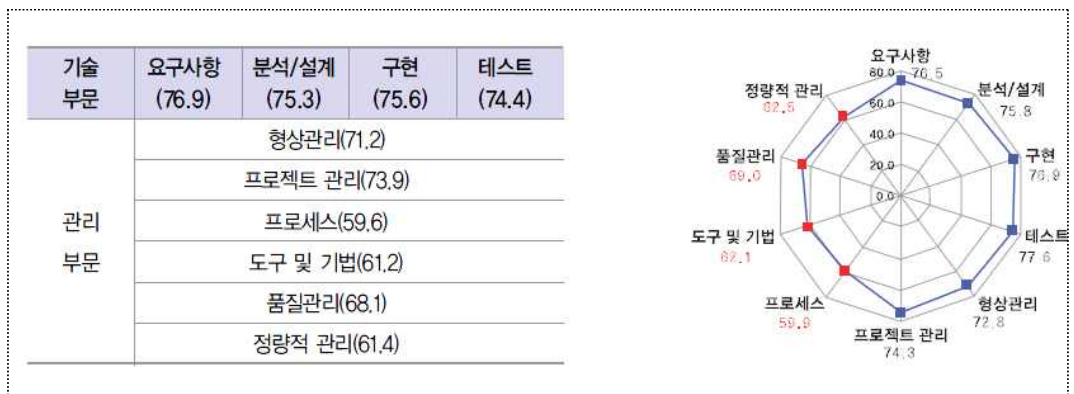 기술 요구사항 분석/설계 구현 테스트
부문 (76.9) (75.3) (75.6) (74.4)
형상관리(71.2)
프로젝트 관리(73.9)
관리 프로세스(59.6)
부문 도구 및 기법(61.2)
품질관리(68.1)
정량적 관리(61.4)
요구사항
80.0 76.5
정량적 관리 분석/설계
62.5 60.0 75.8
40.0
품질관리 구현
69.0 20.0 76.9
0.0
도구 및 기법 테스트
62.1 77.6
프로세스 형상관리
59.9 72.8
프로젝트 관리
74.3